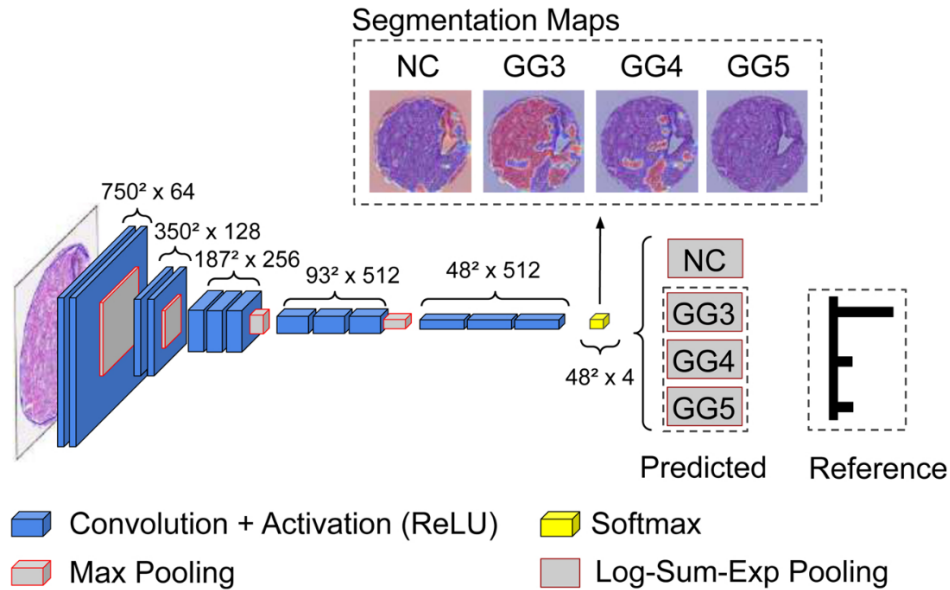 Segmentation Maps
NC GG3 GG4 GG5
750² x 64
350² x 128
187² x 256
93² x 512
48² x 512
48² x 4
NC
GG3
GG4
GG5
Predicted
Reference
Convolution + Activation (ReLU)
Softmax
Max Pooling
Log-Sum-Exp Pooling